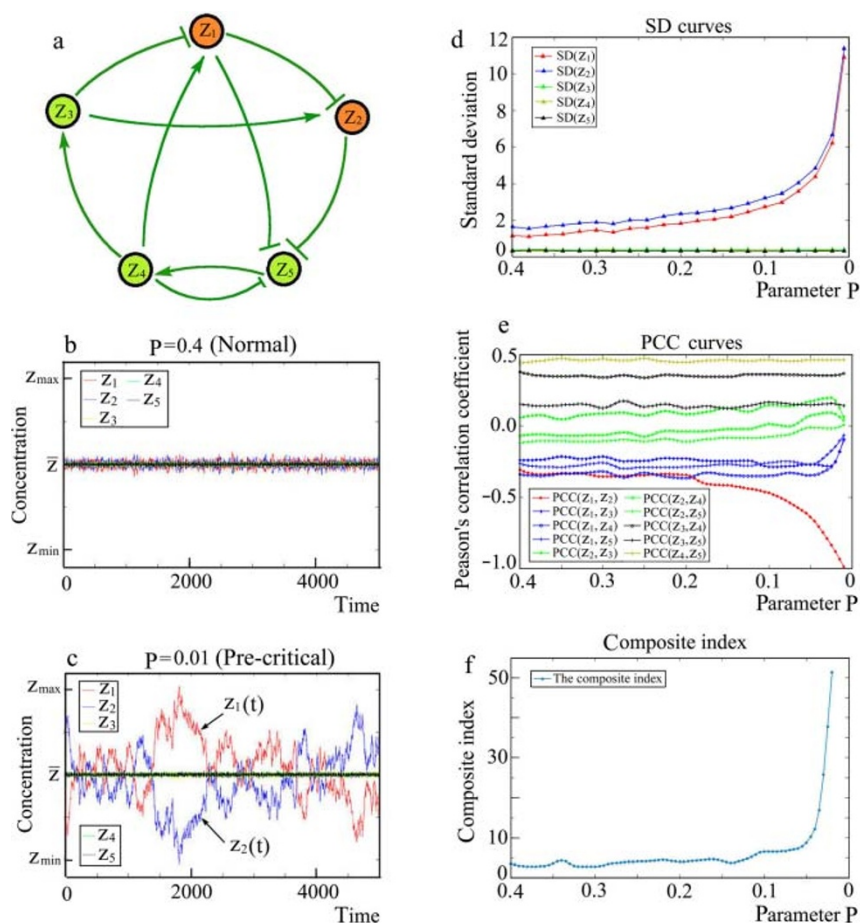 a
Z1
Z2
Z3
Z4
Z5
b P=0.4 (Normal)
Zmax
Z̅
Zmin
Concentration
Z1 Z4
Z2 Z5
Z3
0 2000 4000
Time
c P=0.01 (Pre-critical)
Zmax
Z̅
Zmin
Concentration
Z1
Z2
Z3
Z4
Z5
z1(t)
z2(t)
0 2000 4000
Time
d SD curves
12
10
8
6
4
2
0
Standard deviation
SD(Z1)
SD(Z2)
SD(Z3)
SD(Z4)
SD(Z5)
0.4 0.3 0.2 0.1 0
Parameter P
e PCC curves
0.5
0.0
−0.5
−1.0
Peason's correlation coefficient
PCC(Z1, Z2) PCC(Z2, Z4)
PCC(Z1, Z3) PCC(Z2, Z5)
PCC(Z1, Z4) PCC(Z3, Z4)
PCC(Z1, Z5) PCC(Z3, Z5)
PCC(Z2, Z3) PCC(Z4, Z5)
0.4 0.3 0.2 0.1 0
Parameter P
f Composite index
50
30
10
0
Composite index
The composite index
0.4 0.3 0.2 0.1 0
Parameter P